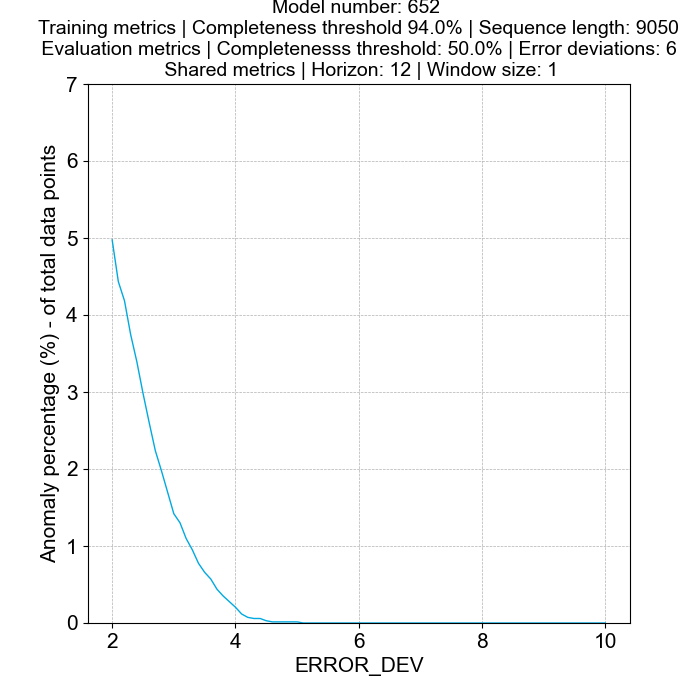 Model number: 652
Training metrics | Completeness threshold 94.0% | Sequence length: 9050
Evaluation metrics | Completenesss threshold: 50.0% | Error deviations: 6
Shared metrics | Horizon: 12 | Window size: 1
7
6
5
4
3
2
1
0
Anomaly percentage (%) - of total data points
2 4 6 8 10
ERROR_DEV